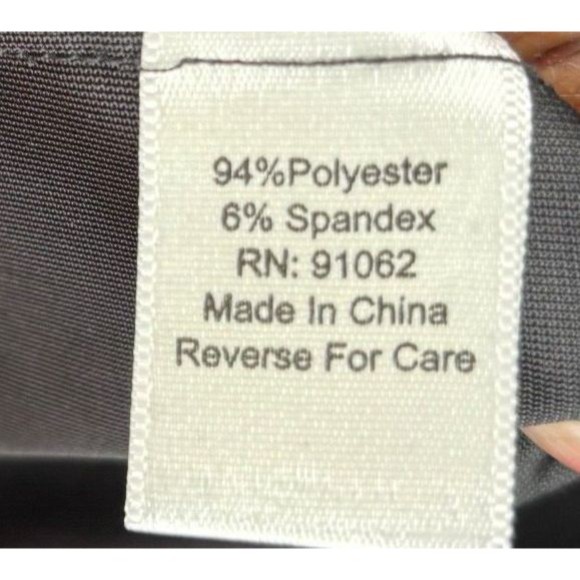 94%Polyester
6% Spandex
RN: 91062
Made In China
Reverse For Care